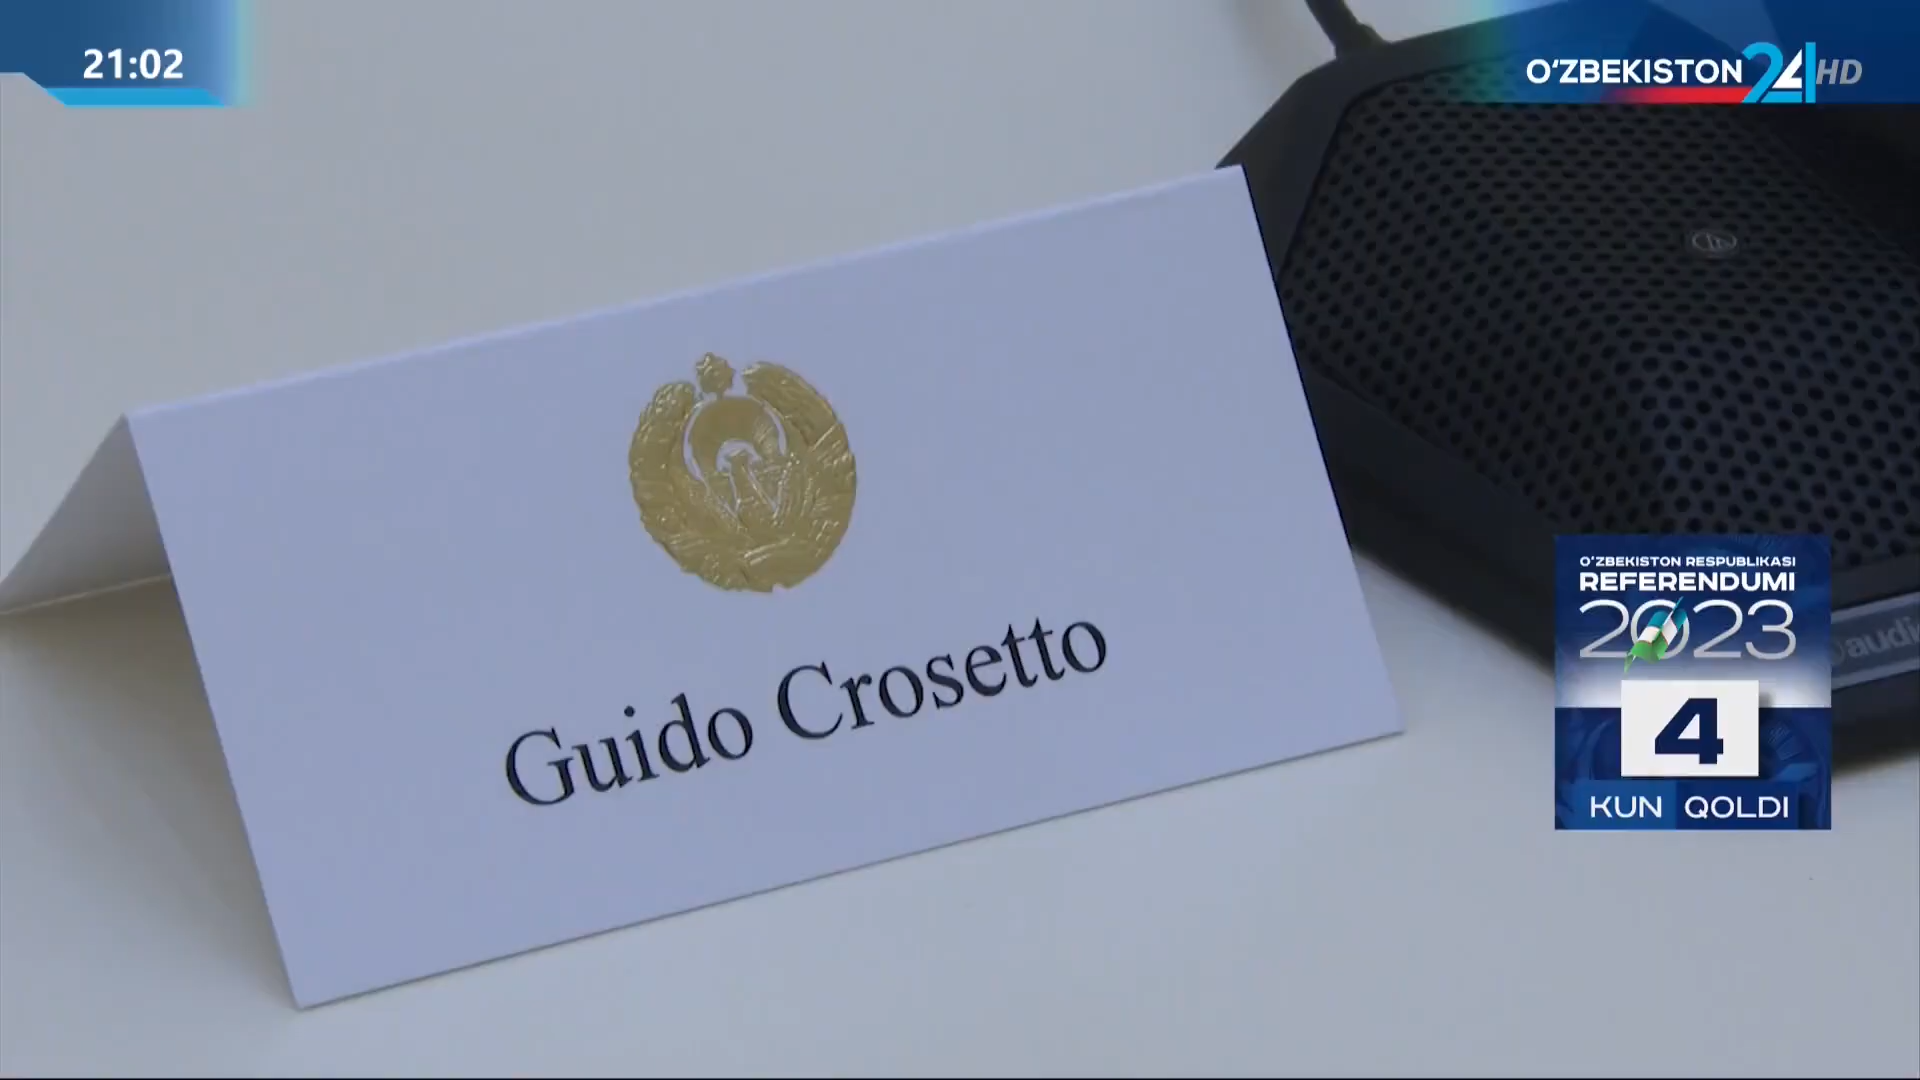 21:02
O‘ZBEKISTON 24 HD
Guido Crosetto
O‘ZBEKISTON RESPUBLIKASI
REFERENDUMI
2023
4
KUN QOLDI